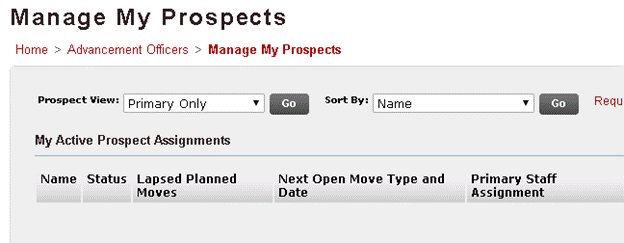 Manage My Prospects
Home > Advancement Officers > Manage My Prospects
Prospect View: Primary Only Go Sort By: Name Go Requ
My Active Prospect Assignments
Name Status Lapsed Planned Moves Next Open Move Type and Date Primary Staff Assignment